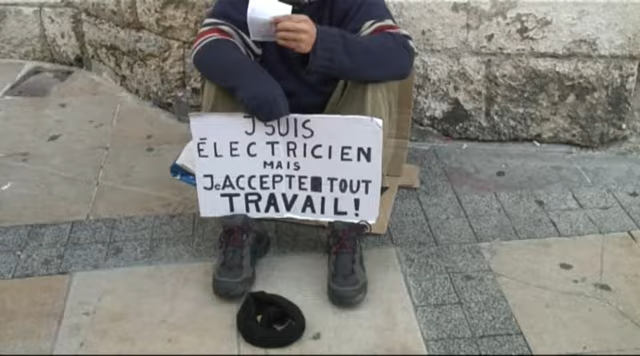 J SUIS
ÉLECTRICIEN
MAIS
JeACCEPTE TOUT
TRAVAIL!